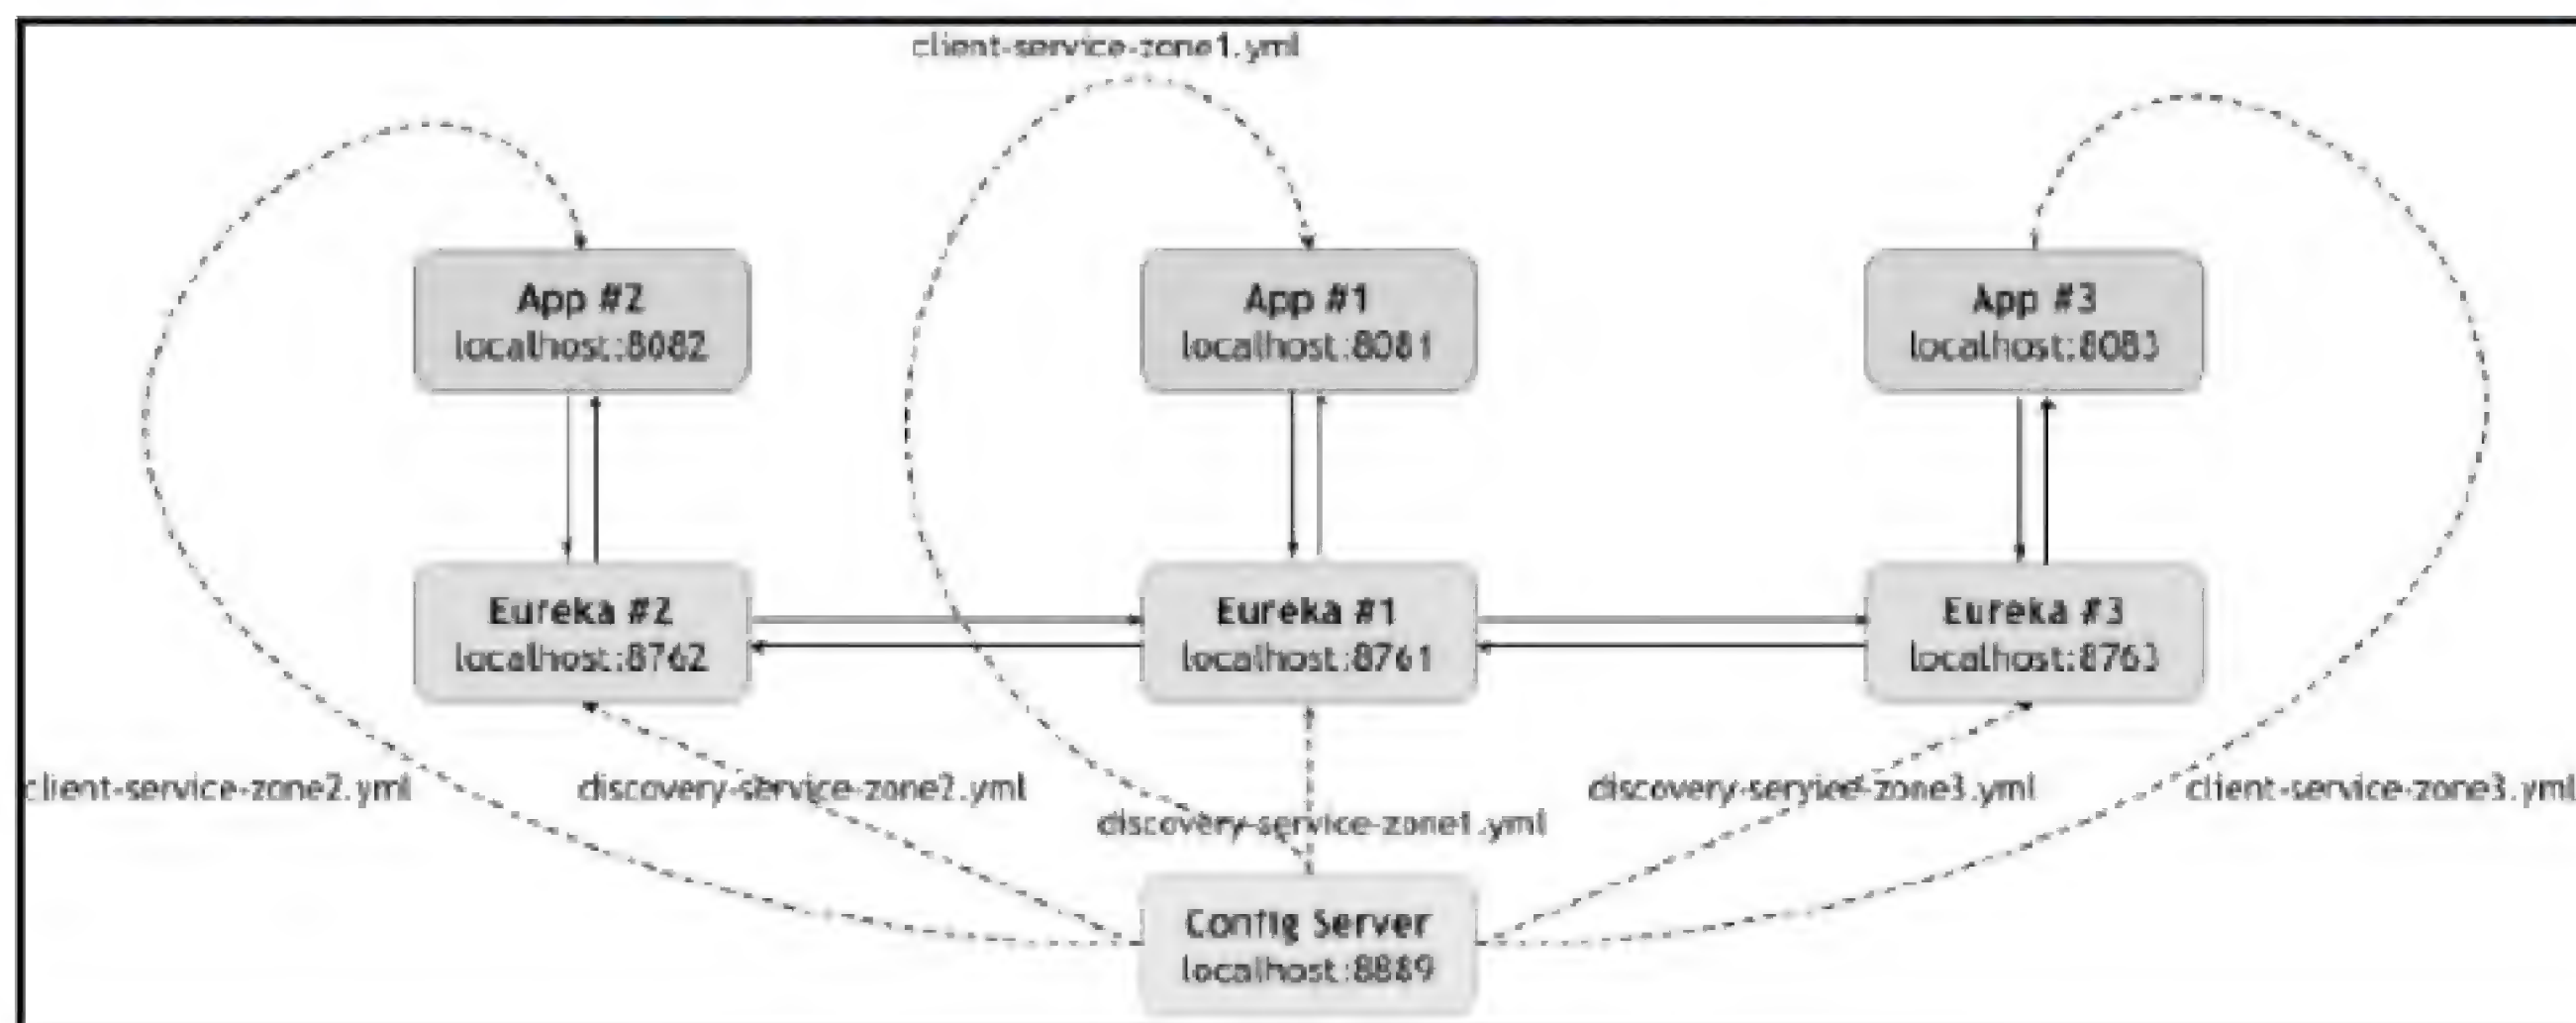 client-service-zone1.yml
App #2
localhost:8082
App #1
localhost:8081
App #3
localhost:8083
Eureka #2
localhost:8762
Eureka #1
localhost:8761
Eureka #3
localhost:8763
client-service-zone2.yml
discovery-service-zone2.yml
discovery-service-zone1.yml
discovery-service-zone3.yml
client-service-zone3.yml
Config Server
localhost:8889